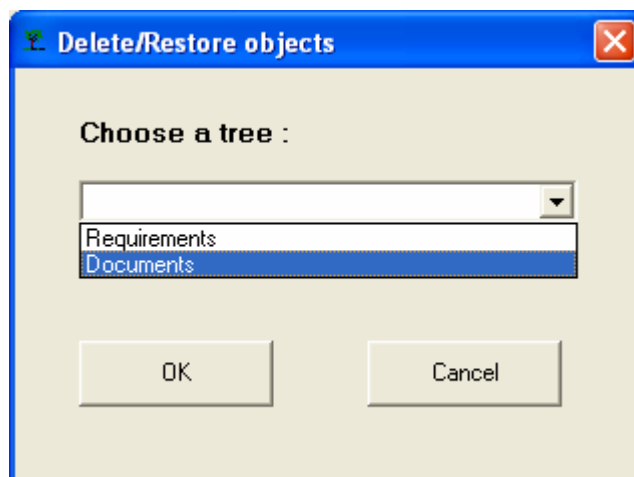 Delete/Restore objects
Choose a tree :
Requirements
Documents
OK
Cancel